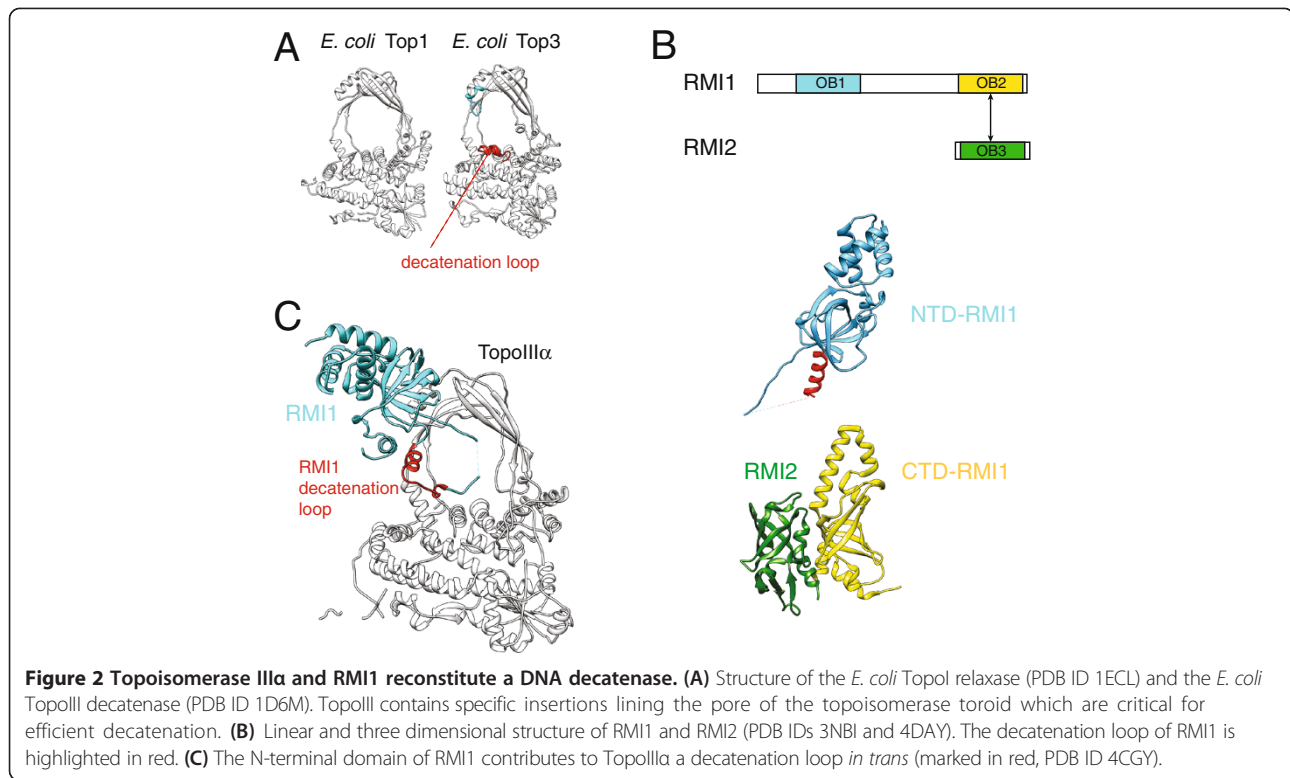 A
E. coli Top1
E. coli Top3
decatenation loop
B
RMI1
OB1
OB2
RMI2
OB3
NTD-RMI1
RMI2
CTD-RMI1
C
TopoIIIα
RMI1
RMI1
decatenation
loop
Figure 2 Topoisomerase IIIα and RMI1 reconstitute a DNA decatenase. (A) Structure of the E. coli TopoI relaxase (PDB ID 1ECL) and the E. coli
TopoIII decatenase (PDB ID 1D6M). TopoIII contains specific insertions lining the pore of the topoisomerase toroid which are critical for
efficient decatenation. (B) Linear and three dimensional structure of RMI1 and RMI2 (PDB IDs 3NBI and 4DAY). The decatenation loop of RMI1 is
highlighted in red. (C) The N-terminal domain of RMI1 contributes to TopoIIIα a decatenation loop in trans (marked in red, PDB ID 4CGY).